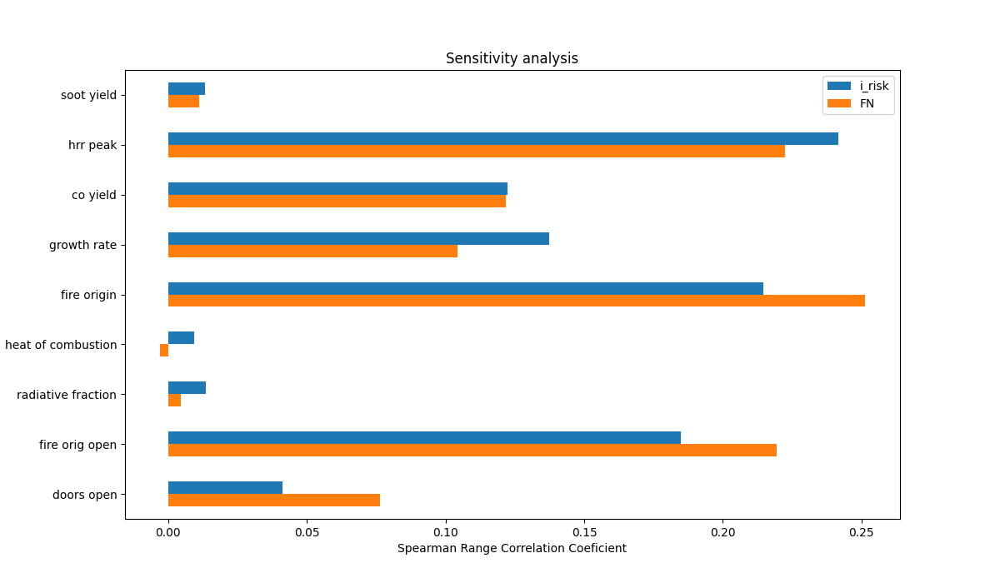 Sensitivity analysis
i_risk
FN
soot yield
hrr peak
co yield
growth rate
fire origin
heat of combustion
radiative fraction
fire orig open
doors open
0.00 0.05 0.10 0.15 0.20 0.25
Spearman Range Correlation Coeficient